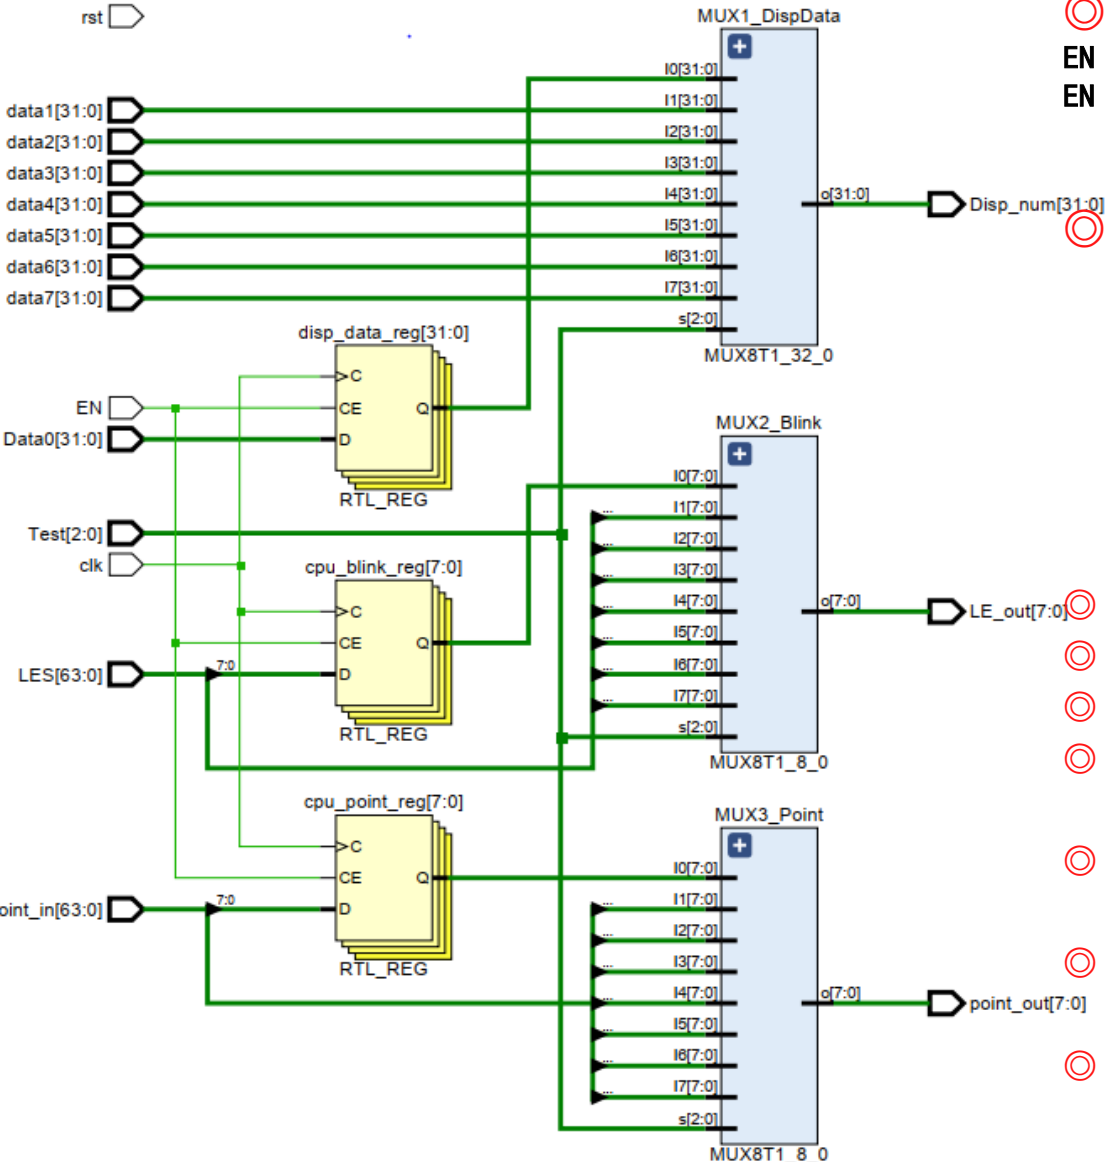 rst
MUX1_DispData
EN
EN
I0[31:0]
data1[31:0]
I1[31:0]
data2[31:0]
I2[31:0]
data3[31:0]
I3[31:0]
data4[31:0]
I4[31:0]
o[31:0]
Disp_num[31:0]
data5[31:0]
I5[31:0]
data6[31:0]
I6[31:0]
data7[31:0]
I7[31:0]
s[2:0]
MUX8T1_32_0
disp_data_reg[31:0]
C
EN
CE
Q
Data0[31:0]
D
RTL_REG
MUX2_Blink
I0[7:0]
I1[7:0]
...
Test[2:0]
I2[7:0]
...
clk
I3[7:0]
...
cpu_blink_reg[7:0]
C
I4[7:0]
...
o[7:0]
LE_out[7:0]
CE
Q
I5[7:0]
...
LES[63:0]
7:0
D
I6[7:0]
...
I7[7:0]
...
RTL_REG
s[2:0]
MUX8T1_8_0
cpu_point_reg[7:0]
MUX3_Point
C
CE
Q
I0[7:0]
oint_in[63:0]
7:0
D
I1[7:0]
...
I2[7:0]
...
RTL_REG
I3[7:0]
...
I4[7:0]
...
o[7:0]
point_out[7:0]
I5[7:0]
...
I6[7:0]
...
I7[7:0]
...
s[2:0]
MUX8T1_8_0